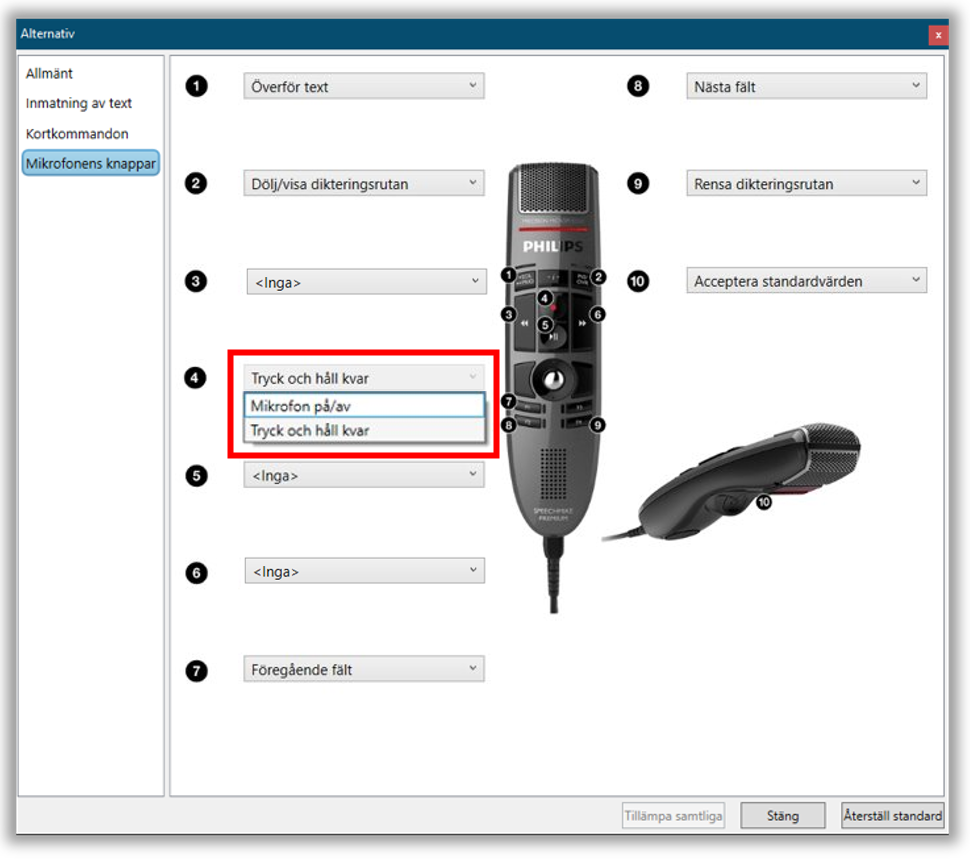 Alternativ
x
Allmänt
Inmatning av text
Kortkommandon
Mikrofonens knappar
1 Överför text
2 Dölj/visa dikteringsrutan
3 <Inga>
4 Tryck och håll kvar
Mikrofon på/av
Tryck och håll kvar
5 <Inga>
6 <Inga>
7 Föregående fält
8 Nästa fält
9 Rensa dikteringsrutan
10 Acceptera standardvärden
PHILIPS
1
2
4
3
6
5
7
8
9
SPEECHMIKE
PREMIUM
10
Tillämpa samtliga
Stäng
Återställ standard